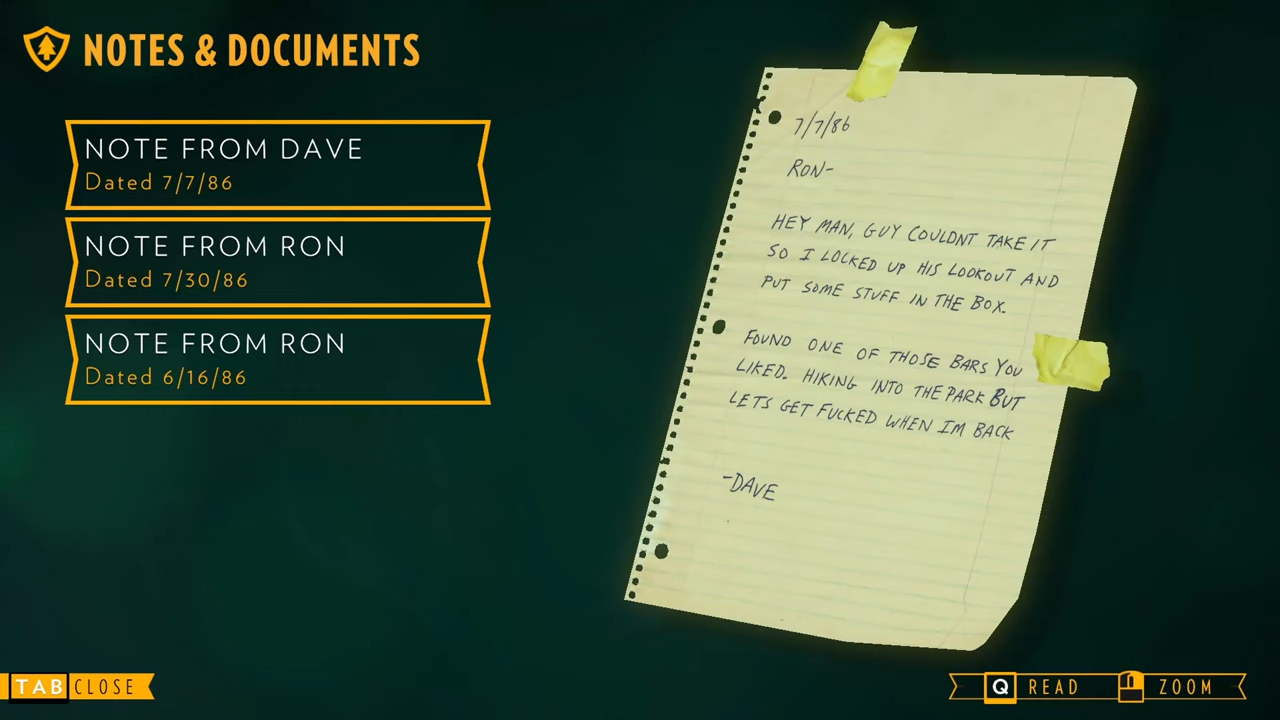 NOTES & DOCUMENTS
NOTE FROM DAVE
Dated 7/7/86
NOTE FROM RON
Dated 7/30/86
NOTE FROM RON
Dated 6/16/86
7/7/86
RON-
HEY MAN, GUY COULDNT TAKE IT
SO I LOCKED UP HIS LOOKOUT AND
PUT SOME STUFF IN THE BOX.
FOUND ONE OF THOSE BARS YOU
LIKED. HIKING INTO THE PARK BUT
LETS GET FUCKED WHEN IM BACK
-DAVE
TAB CLOSE
Q READ ZOOM